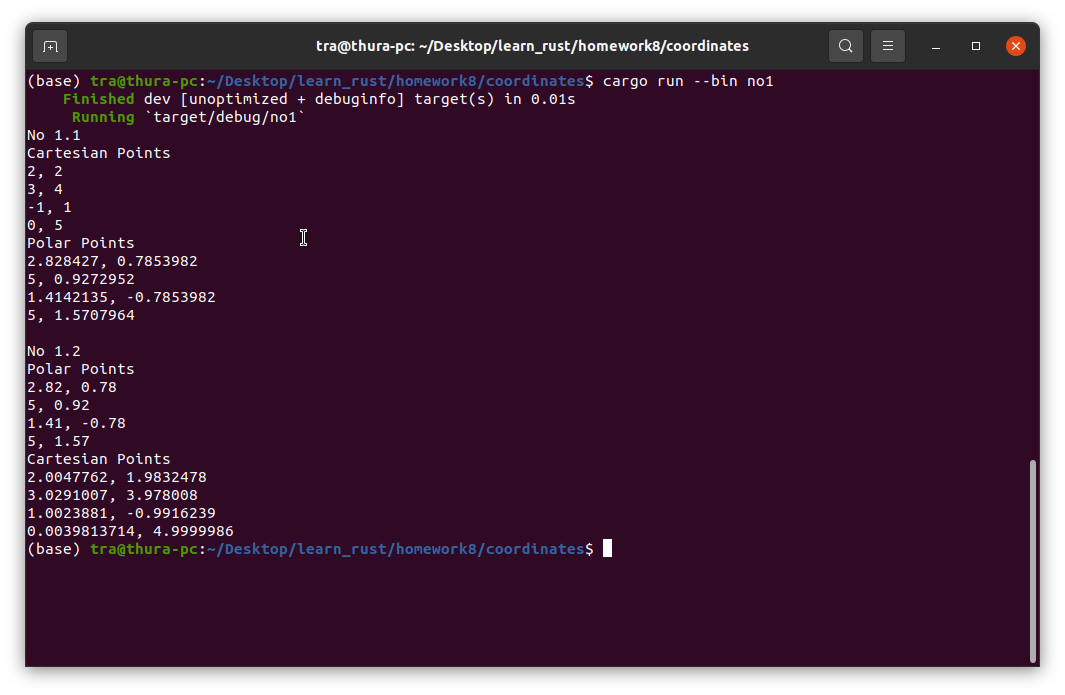 tra@thura-pc: ~/Desktop/learn_rust/homework8/coordinates
(base) tra@thura-pc:~/Desktop/learn_rust/homework8/coordinates$ cargo run --bin no1
    Finished dev [unoptimized + debuginfo] target(s) in 0.01s
     Running `target/debug/no1`
No 1.1
Cartesian Points
2, 2
3, 4
-1, 1
0, 5
Polar Points
2.828427, 0.7853982
5, 0.9272952
1.4142135, -0.7853982
5, 1.5707964

No 1.2
Polar Points
2.82, 0.78
5, 0.92
1.41, -0.78
5, 1.57
Cartesian Points
2.0047762, 1.9832478
3.0291007, 3.978008
1.0023881, -0.9916239
0.0039813714, 4.9999986
(base) tra@thura-pc:~/Desktop/learn_rust/homework8/coordinates$